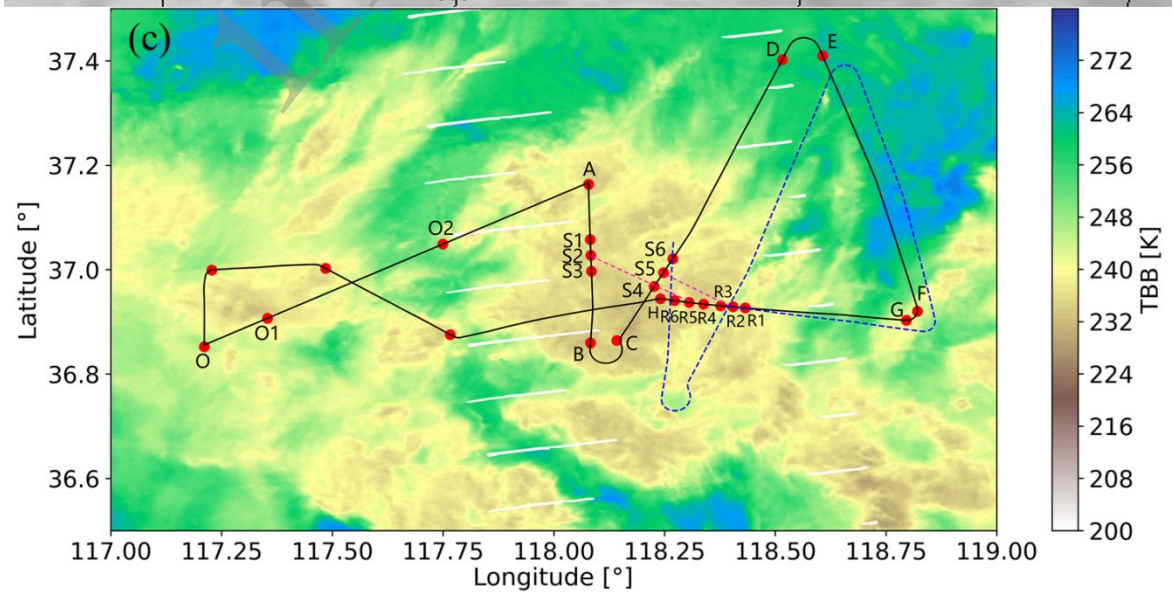 (c)
37.4
37.2
37.0
36.8
36.6
Latitude [°]
117.00 117.25 117.50 117.75 118.00 118.25 118.50 118.75 119.00
Longitude [°]
D E
A
O2
S1
S2
S3
S6
S5
S4
R3
H R6 R5 R4 R2 R1
F
G
O1
O
B C
272
264
256
248
240
232
224
216
208
200
TBB [K]